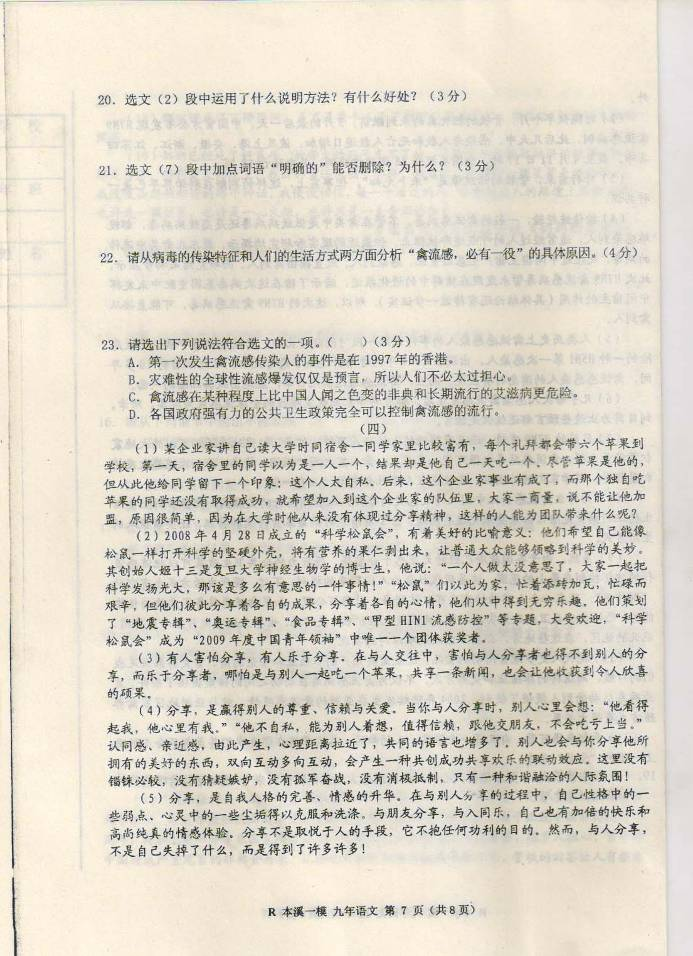 20. 选文（2）段中运用了什么说明方法？有什么好处？（3分）
21. 选文（7）段中加点词语“明确的”能否删除？为什么？（3分）
22. 请从病毒的传染特征和人们的生活方式两方面分析“禽流感，必有一役”的具体原因。（4分）
23. 请选出下列说法符合选文的一项。（ ）（3分）
A. 第一次发生禽流感传染人的事件是在1997年的香港。
B. 灾难性的全球性流感爆发仅仅是预言，所以人们不必太过担心。
C. 禽流感在某种程度上比中国人闻之色变的非典和长期流行的艾滋病更危险。
D. 各国政府强有力的公共卫生政策完全可以控制禽流感的流行。
（四）
（1）某企业家讲自己读大学时同宿舍一同学家里比较富有，每个礼拜都会带六个苹果到
学校，第一天，宿舍里的同学以为是一人一个，结果却是他自己一天吃一个。尽管苹果是他的，
但从此他给同学留下一个印象：这个人太自私。后来，这个企业家事业有成了，而那个独自吃
苹果的同学还没有取得成功，就希望加入到这个企业家的队伍里，大家一商量，说不能让他加
盟，原因很简单，因为在大学时他从来没有体现过分享精神，这样的人能为团队带来什么呢？
（2）2008年4月28日成立的“科学松鼠会”，有着美好的比喻意义：他们希望自己能像
松鼠一样打开科学的坚硬外壳，将有营养的果仁剥出来，让普通大众能够领略到科学的美妙。
其创始人姬十三是复旦大学神经生物学的博士生，他说：“一个人做太没意思了，大家一起把
科学发扬光大，那该是多么有意思的一件事情！”“松鼠”们以此为家，忙着添砖加瓦，忙碌而
艰辛，但他们彼此分享着各自的成果，分享着各自的心情，他们从中得到无穷乐趣。他们策划
了“地震专辑”、“奥运专辑”、“食品专辑”、“甲型H1N1流感防控”等专题，大受欢迎，“科学
松鼠会”成为“2009年度中国青年领袖”中唯一一个团体获奖者。
（3）有人害怕分享，有人乐于分享。在与人交往中，害怕与人分享者也得不到别人的分
享，而乐于分享者，哪怕是与别人一起吃一个苹果，共享一条新闻，也会让他收获到令人欣喜
的硕果。
（4）分享，是赢得别人的尊重、信赖与关爱。当你与人分享时，别人心里会想：“他看得
起我，他心里有我。”“他不自私，能为别人着想，值得信赖，跟他交朋友，不会吃亏上当。”
认同感、亲近感，由此产生，心理距离拉近了，共同的语言也增多了。别人也会与你分享他所
拥有的美好的东西，双向互动多向互动，会产生一种共创成功共享欢乐的联动效应。这里没有
锱铢必较，没有猜疑嫉妒，没有孤军奋战，没有消极抵制，只有一种和谐融洽的人际氛围！
（5）分享，是自我人格的完善、情感的升华。在与别人分享的过程中，自己性格中的一
些弱点、心灵中的一些尘垢得以克服和洗涤。与朋友分享，与人同乐，自己也有加倍的快乐和
高尚纯真的情感体验。分享不是取悦于人的手段，它不抱任何功利的目的。然而，与人分享，
不是自己失掉了什么，而是得到了许多许多！
R 本溪一模 九年语文 第 7 页（共8页）